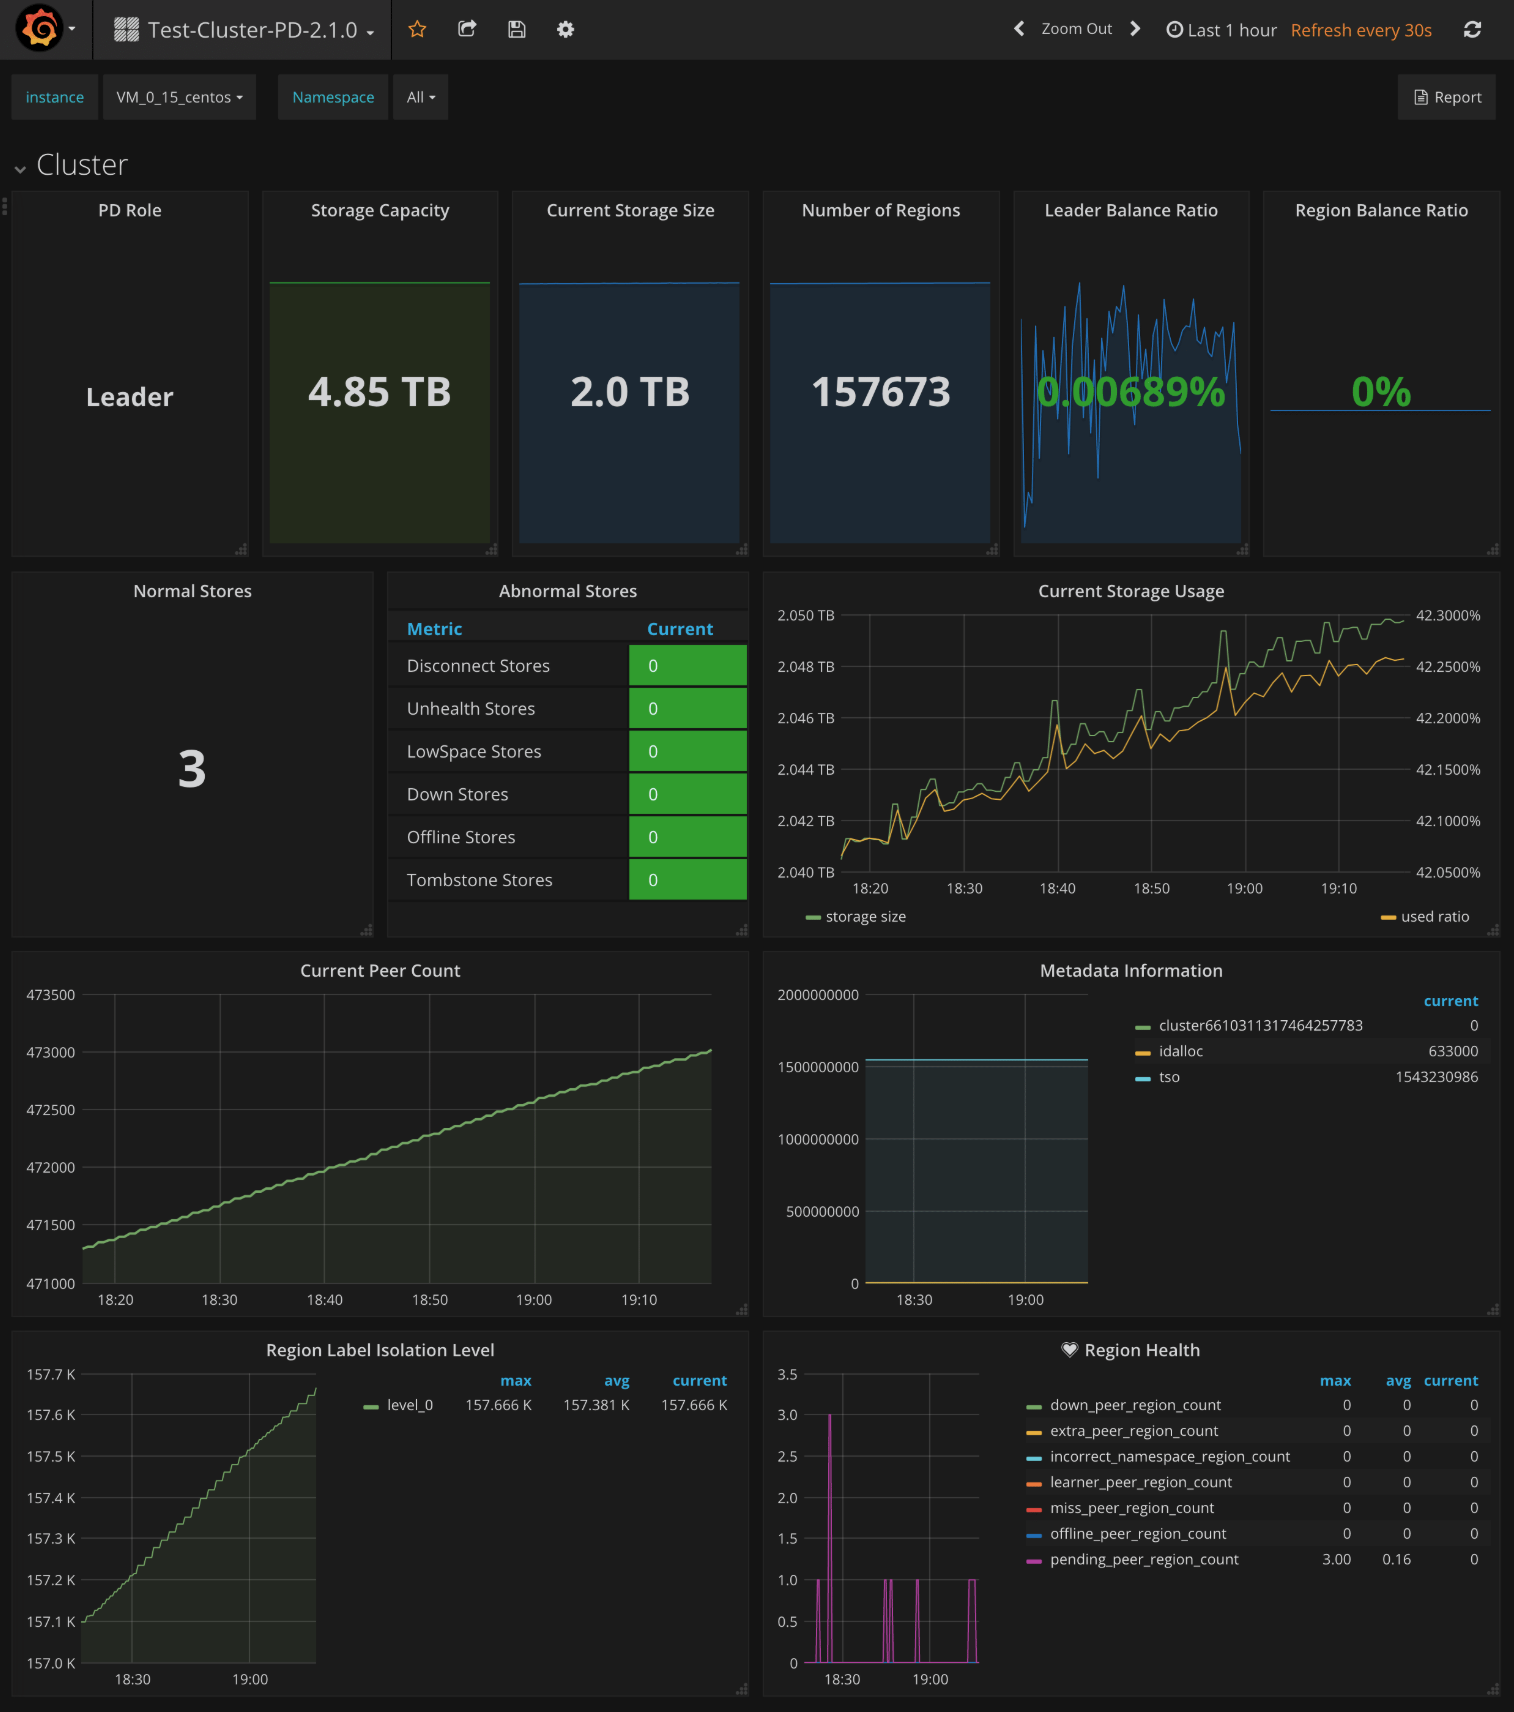 Test-Cluster-PD-2.1.0
Zoom Out
Last 1 hour
Refresh every 30s
instance
VM_0_15_centos
Namespace
All
Report
Cluster
PD Role
Leader
Storage Capacity
4.85 TB
Current Storage Size
2.0 TB
Number of Regions
157673
Leader Balance Ratio
0.00689%
Region Balance Ratio
0%
Normal Stores
3
Abnormal Stores
Metric Current
Disconnect Stores 0
Unhealth Stores 0
LowSpace Stores 0
Down Stores 0
Offline Stores 0
Tombstone Stores 0
Current Storage Usage
2.050 TB 42.3000%
2.048 TB 42.2500%
2.046 TB 42.2000%
2.044 TB 42.1500%
2.042 TB 42.1000%
2.040 TB 42.0500%
18:20 18:30 18:40 18:50 19:00 19:10
storage size used ratio
Current Peer Count
473500
473000
472500
472000
471500
471000
18:20 18:30 18:40 18:50 19:00 19:10
Metadata Information
2000000000
1500000000
1000000000
500000000
0
18:30 19:00
current
cluster6610311317464257783 0
idalloc 633000
tso 1543230986
Region Label Isolation Level
157.7 K
157.6 K
157.5 K
157.4 K
157.3 K
157.2 K
157.1 K
157.0 K
18:30 19:00
max avg current
level_0 157.666 K 157.381 K 157.666 K
Region Health
3.5
3.0
2.5
2.0
1.5
1.0
0.5
0
18:30 19:00
max avg current
down_peer_region_count 0 0 0
extra_peer_region_count 0 0 0
incorrect_namespace_region_count 0 0 0
learner_peer_region_count 0 0 0
miss_peer_region_count 0 0 0
offline_peer_region_count 0 0 0
pending_peer_region_count 3.00 0.16 0